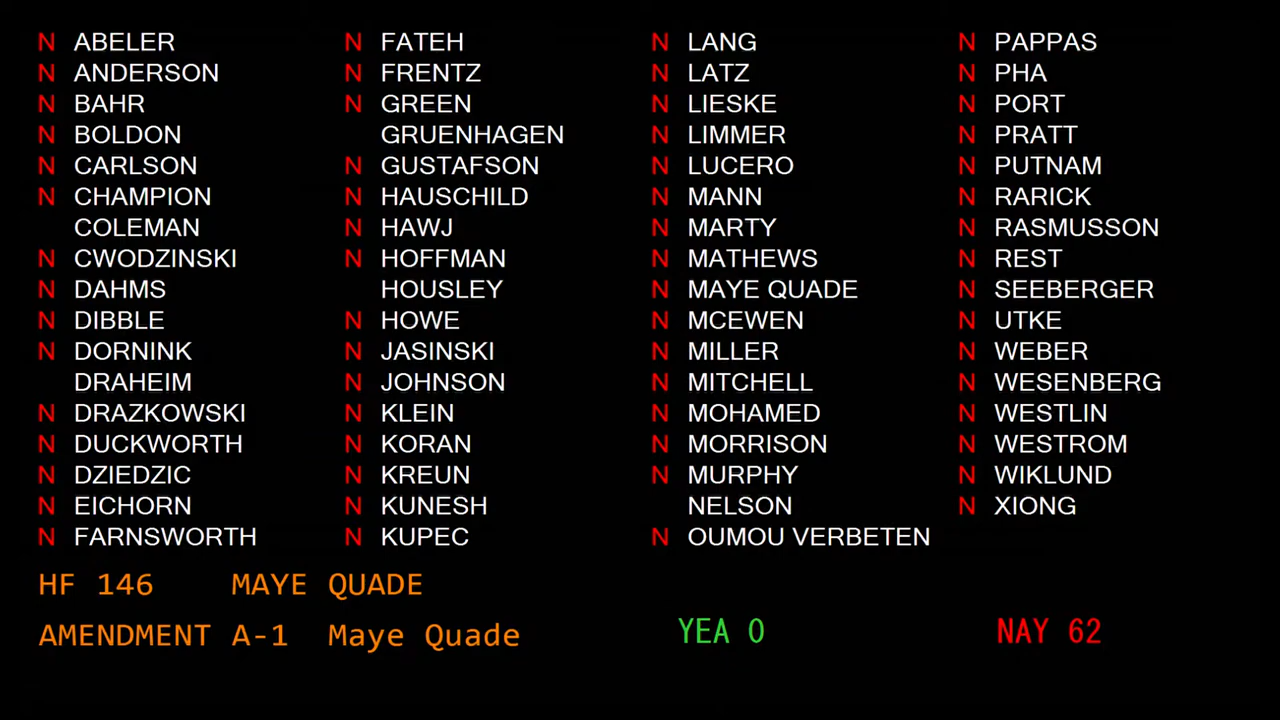 N ABELER N FATEH N LANG N PAPPAS
N ANDERSON N FRENTZ N LATZ N PHA
N BAHR N GREEN N LIESKE N PORT
N BOLDON GRUENHAGEN N LIMMER N PRATT
N CARLSON N GUSTAFSON N LUCERO N PUTNAM
N CHAMPION N HAUSCHILD N MANN N RARICK
COLEMAN N HAWJ N MARTY N RASMUSSON
N CWODZINSKI N HOFFMAN N MATHEWS N REST
N DAHMS HOUSLEY N MAYE QUADE N SEEBERGER
N DIBBLE N HOWE N MCEWEN N UTKE
N DORNINK N JASINSKI N MILLER N WEBER
DRAHEIM N JOHNSON N MITCHELL N WESENBERG
N DRAZKOWSKI N KLEIN N MOHAMED N WESTLIN
N DUCKWORTH N KORAN N MORRISON N WESTROM
N DZIEDZIC N KREUN N MURPHY N WIKLUND
N EICHORN N KUNESH NELSON N XIONG
N FARNSWORTH N KUPEC N OUMOU VERBETEN
HF 146 MAYE QUADE
AMENDMENT A-1 Maye Quade YEA 0 NAY 62